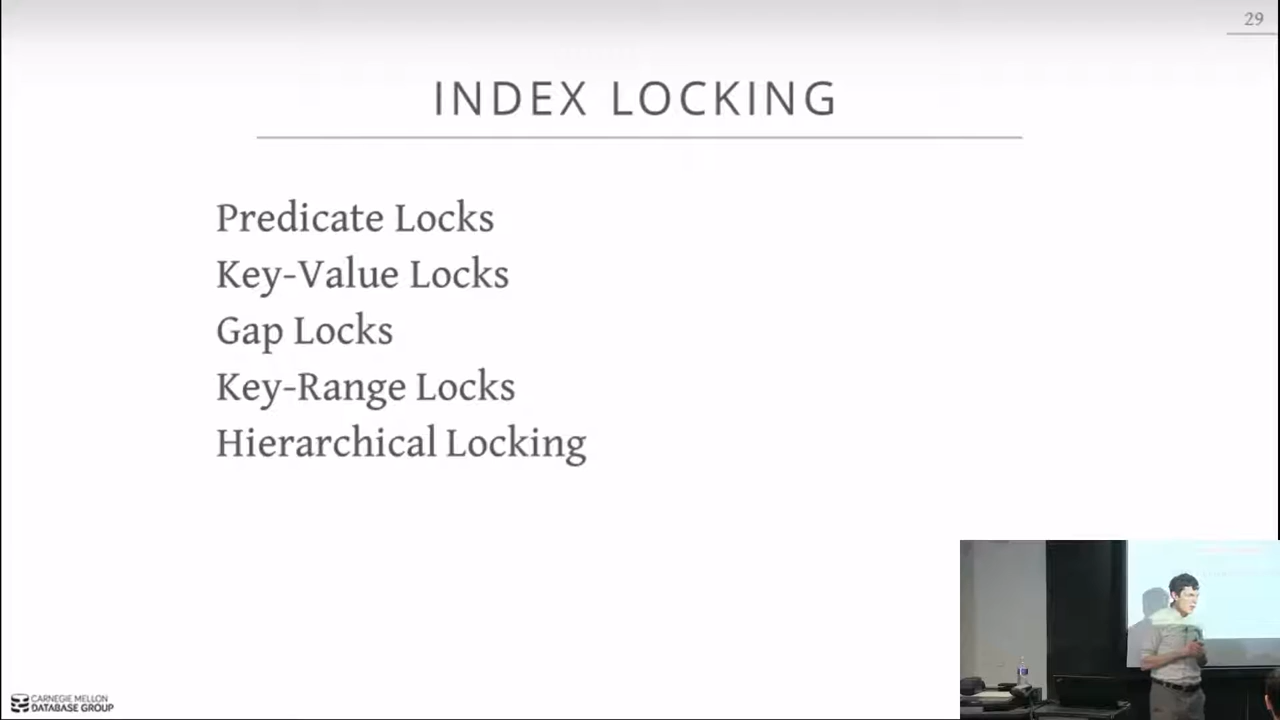 29
INDEX LOCKING
Predicate Locks
Key-Value Locks
Gap Locks
Key-Range Locks
Hierarchical Locking
CARNEGIE MELLON
DATABASE GROUP